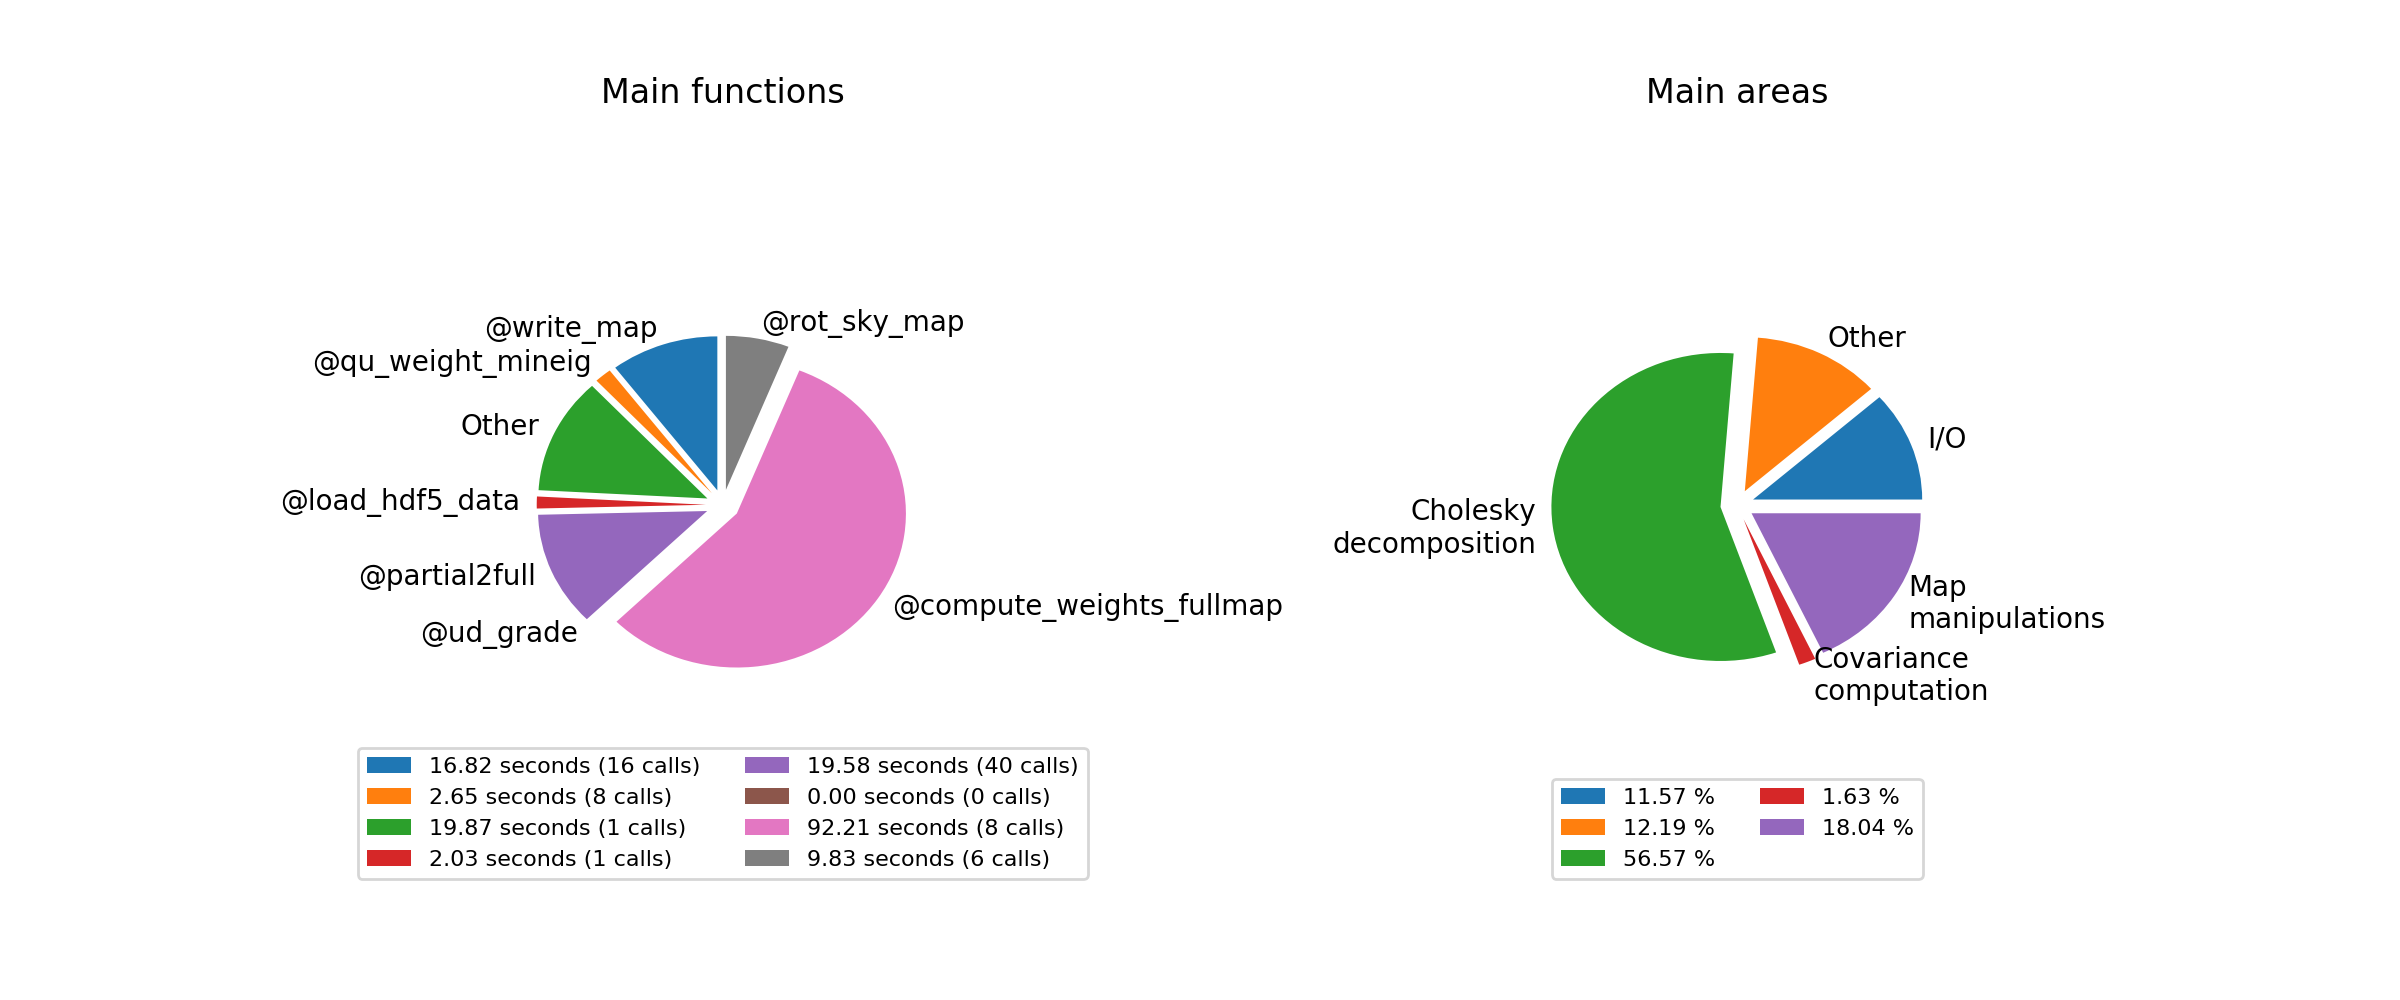 Main functions
@write_map
@qu_weight_mineig
Other
@load_hdf5_data
@partial2full
@ud_grade
@compute_weights_fullmap
@rot_sky_map
16.82 seconds (16 calls)
2.65 seconds (8 calls)
19.87 seconds (1 calls)
2.03 seconds (1 calls)
19.58 seconds (40 calls)
0.00 seconds (0 calls)
92.21 seconds (8 calls)
9.83 seconds (6 calls)
Main areas
I/O
Other
Cholesky
decomposition
Covariance
computation
Map
manipulations
11.57 %
12.19 %
56.57 %
1.63 %
18.04 %